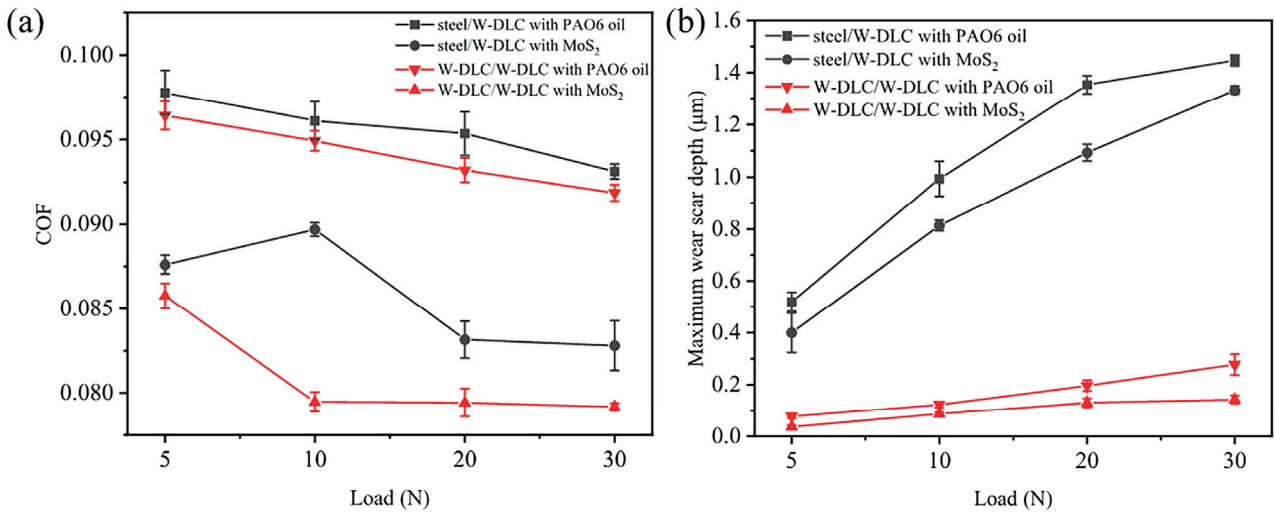 (a)
steel/W-DLC with PAO6 oil
steel/W-DLC with MoS₂
W-DLC/W-DLC with PAO6 oil
W-DLC/W-DLC with MoS₂
0.100
0.095
0.090
0.085
0.080
COF
5
10
20
30
Load (N)
(b)
steel/W-DLC with PAO6 oil
steel/W-DLC with MoS₂
W-DLC/W-DLC with PAO6 oil
W-DLC/W-DLC with MoS₂
1.6
1.4
1.2
1.0
0.8
0.6
0.4
0.2
0.0
Maximum wear scar depth (μm)
5
10
20
30
Load (N)